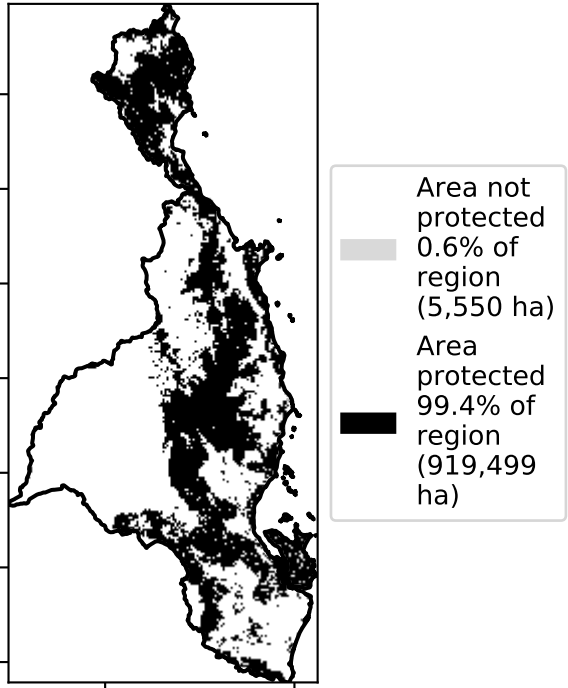 Area not
protected
0.6% of
region
(5,550 ha)
Area
protected
99.4% of
region
(919,499
ha)